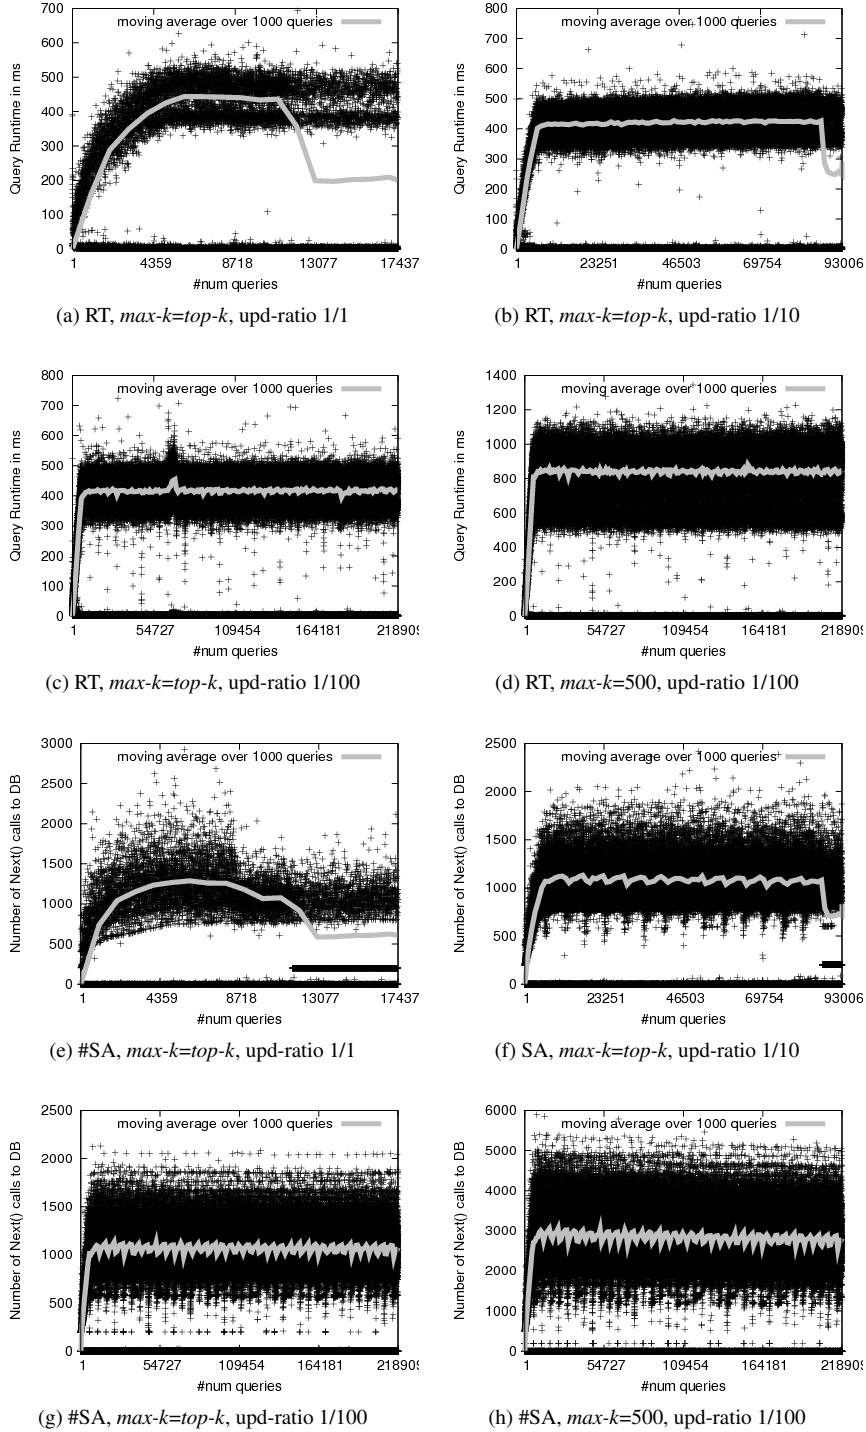 700
600
500
400
300
200
100
0
Query Runtime in ms
moving average over 1000 queries
1 4359 8718 13077 17437
#num queries
(a) RT, max-k=top-k, upd-ratio 1/1
800
700
600
500
400
300
200
100
0
Query Runtime in ms
moving average over 1000 queries
1 23251 46503 69754 93006
#num queries
(b) RT, max-k=top-k, upd-ratio 1/10
800
700
600
500
400
300
200
100
0
Query Runtime in ms
moving average over 1000 queries
1 54727 109454 164181 218909
#num queries
(c) RT, max-k=top-k, upd-ratio 1/100
1400
1200
1000
800
600
400
200
0
Query Runtime in ms
moving average over 1000 queries
1 54727 109454 164181 218909
#num queries
(d) RT, max-k=500, upd-ratio 1/100
3000
2500
2000
1500
1000
500
0
Number of Next() calls to DB
moving average over 1000 queries
1 4359 8718 13077 17437
#num queries
(e) #SA, max-k=top-k, upd-ratio 1/1
2500
2000
1500
1000
500
0
Number of Next() calls to DB
moving average over 1000 queries
1 23251 46503 69754 93006
#num queries
(f) SA, max-k=top-k, upd-ratio 1/10
2500
2000
1500
1000
500
0
Number of Next() calls to DB
moving average over 1000 queries
1 54727 109454 164181 218909
#num queries
(g) #SA, max-k=top-k, upd-ratio 1/100
6000
5000
4000
3000
2000
1000
0
Number of Next() calls to DB
moving average over 1000 queries
1 54727 109454 164181 218909
#num queries
(h) #SA, max-k=500, upd-ratio 1/100